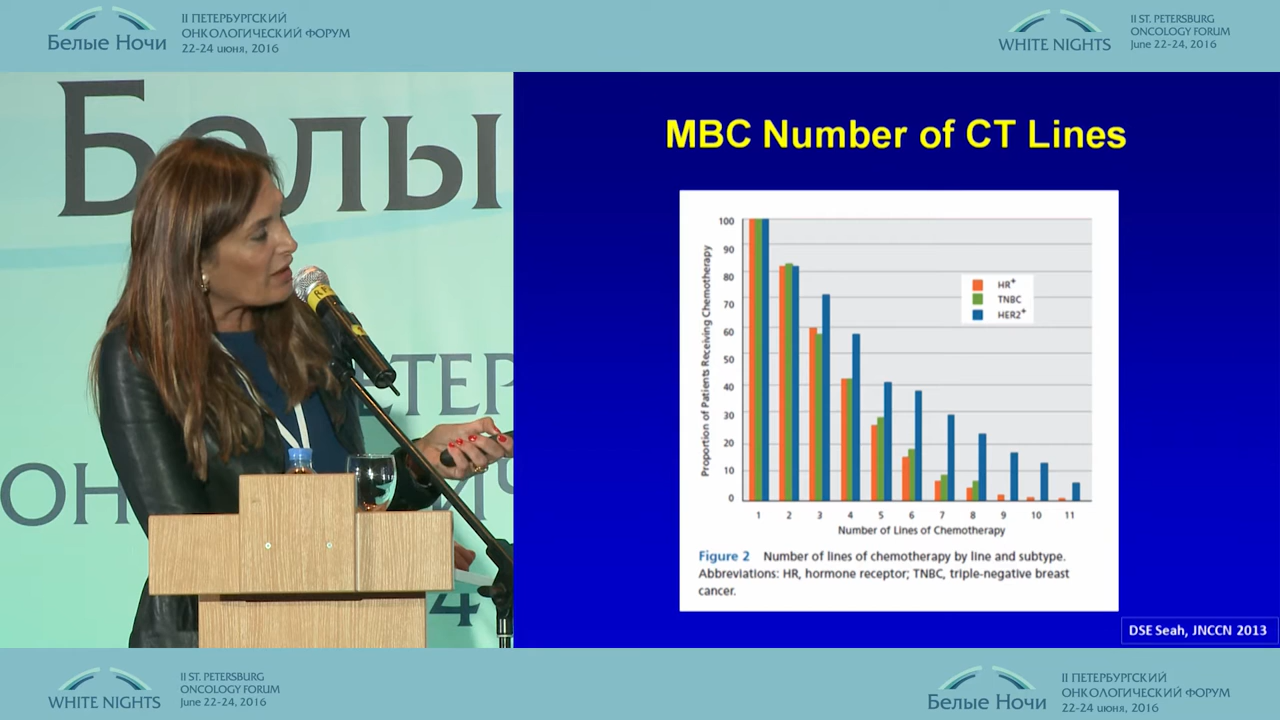 Белые Ночи
II ПЕТЕРБУРГСКИЙ
ОНКОЛОГИЧЕСКИЙ ФОРУМ
22-24 июня, 2016
WHITE NIGHTS
II ST. PETERSBURG
ONCOLOGY FORUM
June 22-24, 2016
Белы
ЕТЕР
ОН
4
MBC Number of CT Lines
Proportion of Patients Receiving Chemotherapy
100
90
80
70
60
50
40
30
20
10
0
HR+
TNBC
HER2+
1 2 3 4 5 6 7 8 9 10 11
Number of Lines of Chemotherapy
Figure 2 Number of lines of chemotherapy by line and subtype.
Abbreviations: HR, hormone receptor; TNBC, triple-negative breast
cancer.
DSE Seah, JNCCN 2013
WHITE NIGHTS
II ST. PETERSBURG
ONCOLOGY FORUM
June 22-24, 2016
Белые Ночи
II ПЕТЕРБУРГСКИЙ
ОНКОЛОГИЧЕСКИЙ ФОРУМ
22-24 июня, 2016